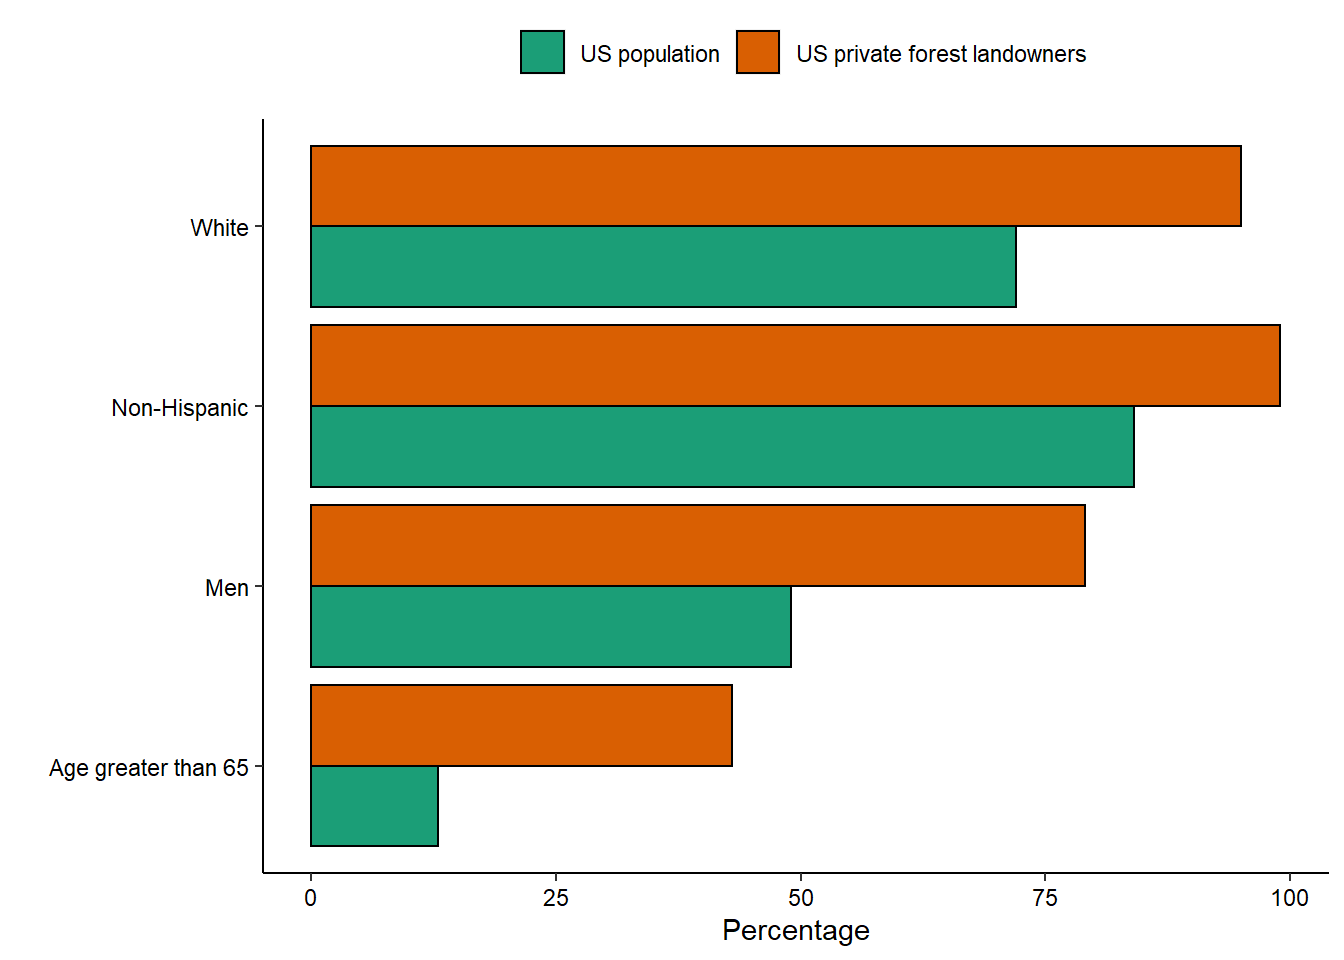 US population US private forest landowners
White
Non-Hispanic
Men
Age greater than 65
0 25 50 75 100
Percentage